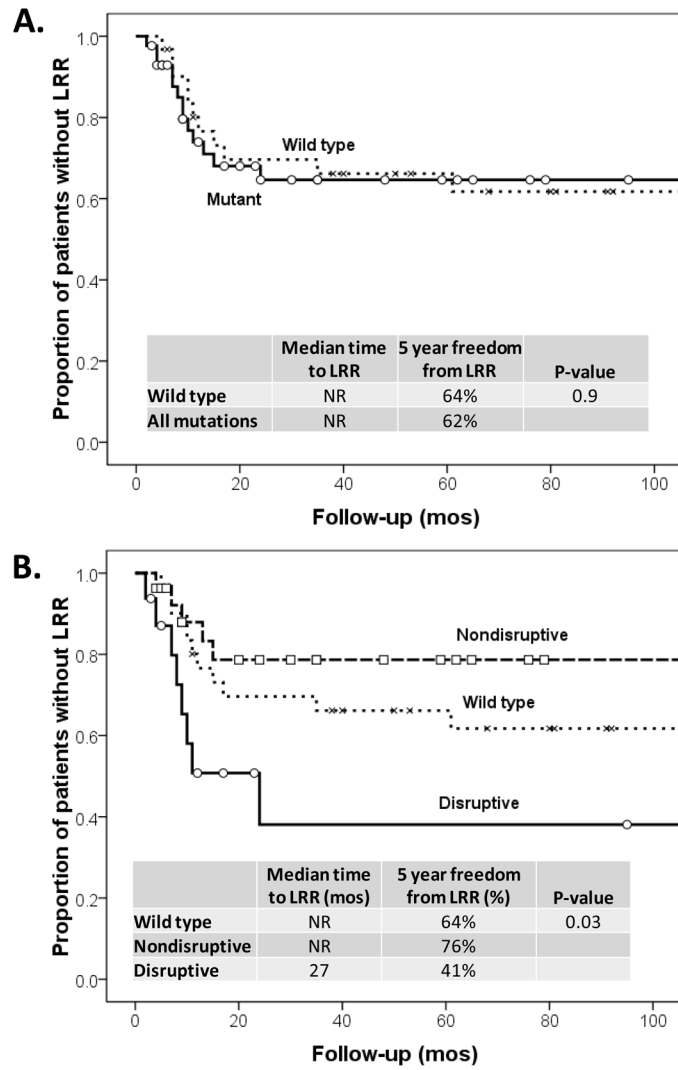 A.
Proportion of patients without LRR
1.0
0.8
0.6
0.4
0.2
0.0
Wild type
Mutant
Median time to LRR
5 year freedom from LRR
P-value
Wild type NR 64% 0.9
All mutations NR 62%
0 20 40 60 80 100
Follow-up (mos)
B.
Proportion of patients without LRR
1.0
0.8
0.6
0.4
0.2
0.0
Nondisruptive
Wild type
Disruptive
Median time to LRR (mos)
5 year freedom from LRR (%)
P-value
Wild type NR 64% 0.03
Nondisruptive NR 76%
Disruptive 27 41%
0 20 40 60 80 100
Follow-up (mos)